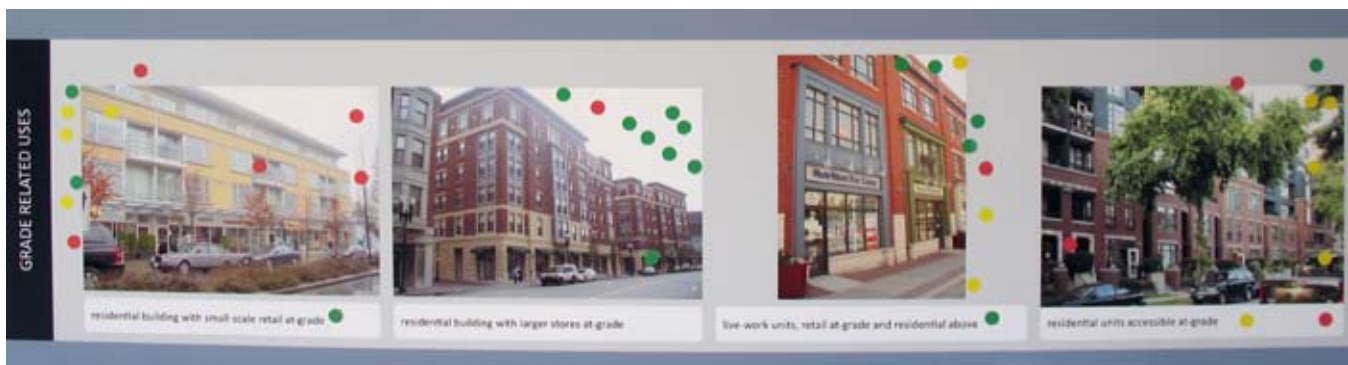 GRADE RELATED USES
residential building with small-scale retail at-grade
residential building with larger stores at-grade
live-work units, retail at-grade and residential above
residential units accessible at-grade